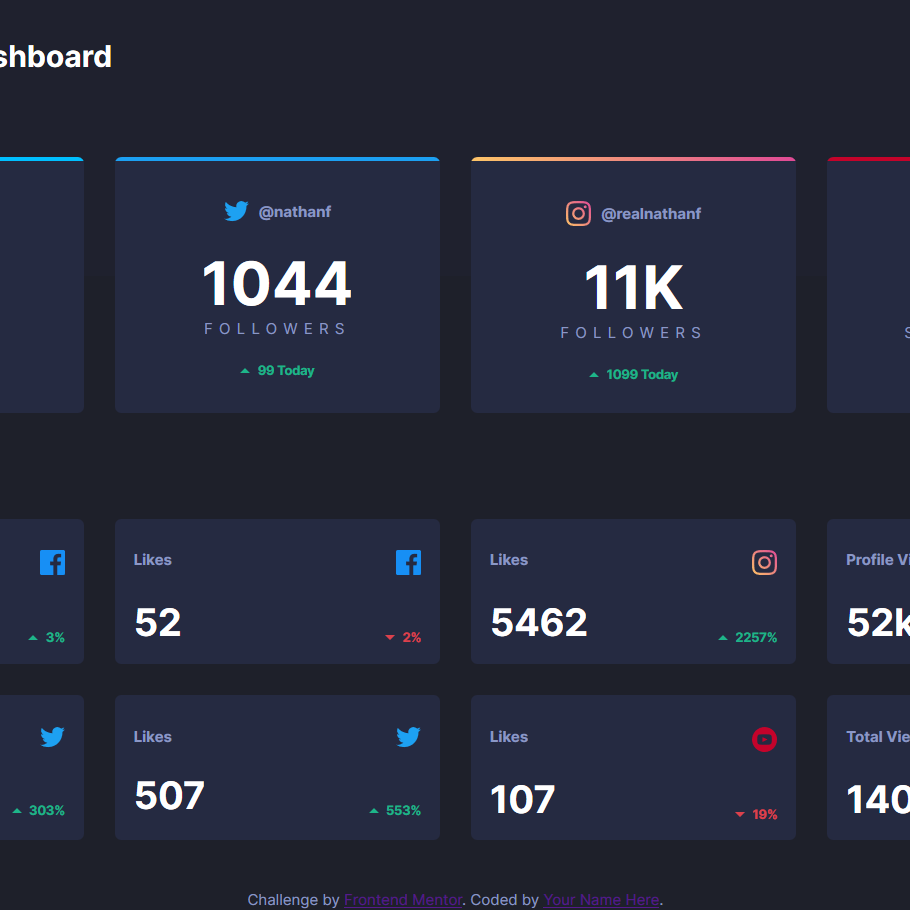 shboard
@nathanf
1044
FOLLOWERS
99 Today
@realnathanf
11K
FOLLOWERS
1099 Today
S
3%
Likes
52
2%
Likes
5462
2257%
Profile Vi
52k
303%
Likes
507
553%
Likes
107
19%
Total Vie
140
Challenge by Frontend Mentor. Coded by Your Name Here.